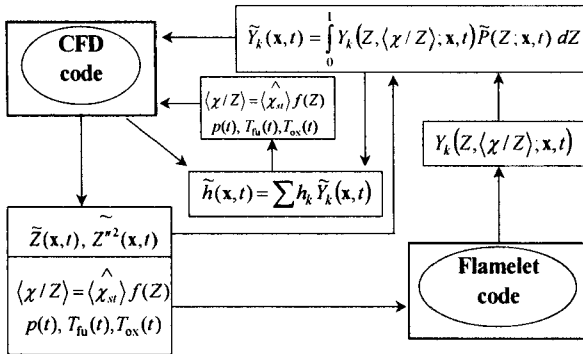 CFD
code
Ỹ_k(x,t) = ∫₀¹ Y_k(Z,⟨χ/Z⟩;x,t) P̃(Z;x,t) dZ
⟨χ/Z⟩ = ⟨χ̂_st⟩ f(Z)
p(t), T_fu(t), T_ox(t)
Y_k(Z,⟨χ/Z⟩;x,t)
h̃(x,t) = ∑ h_k Ỹ_k(x,t)
Z̃(x,t), Z̃″²(x,t)
⟨χ/Z⟩ = ⟨χ̂_st⟩ f(Z)
p(t), T_fu(t), T_ox(t)
Flamelet
code